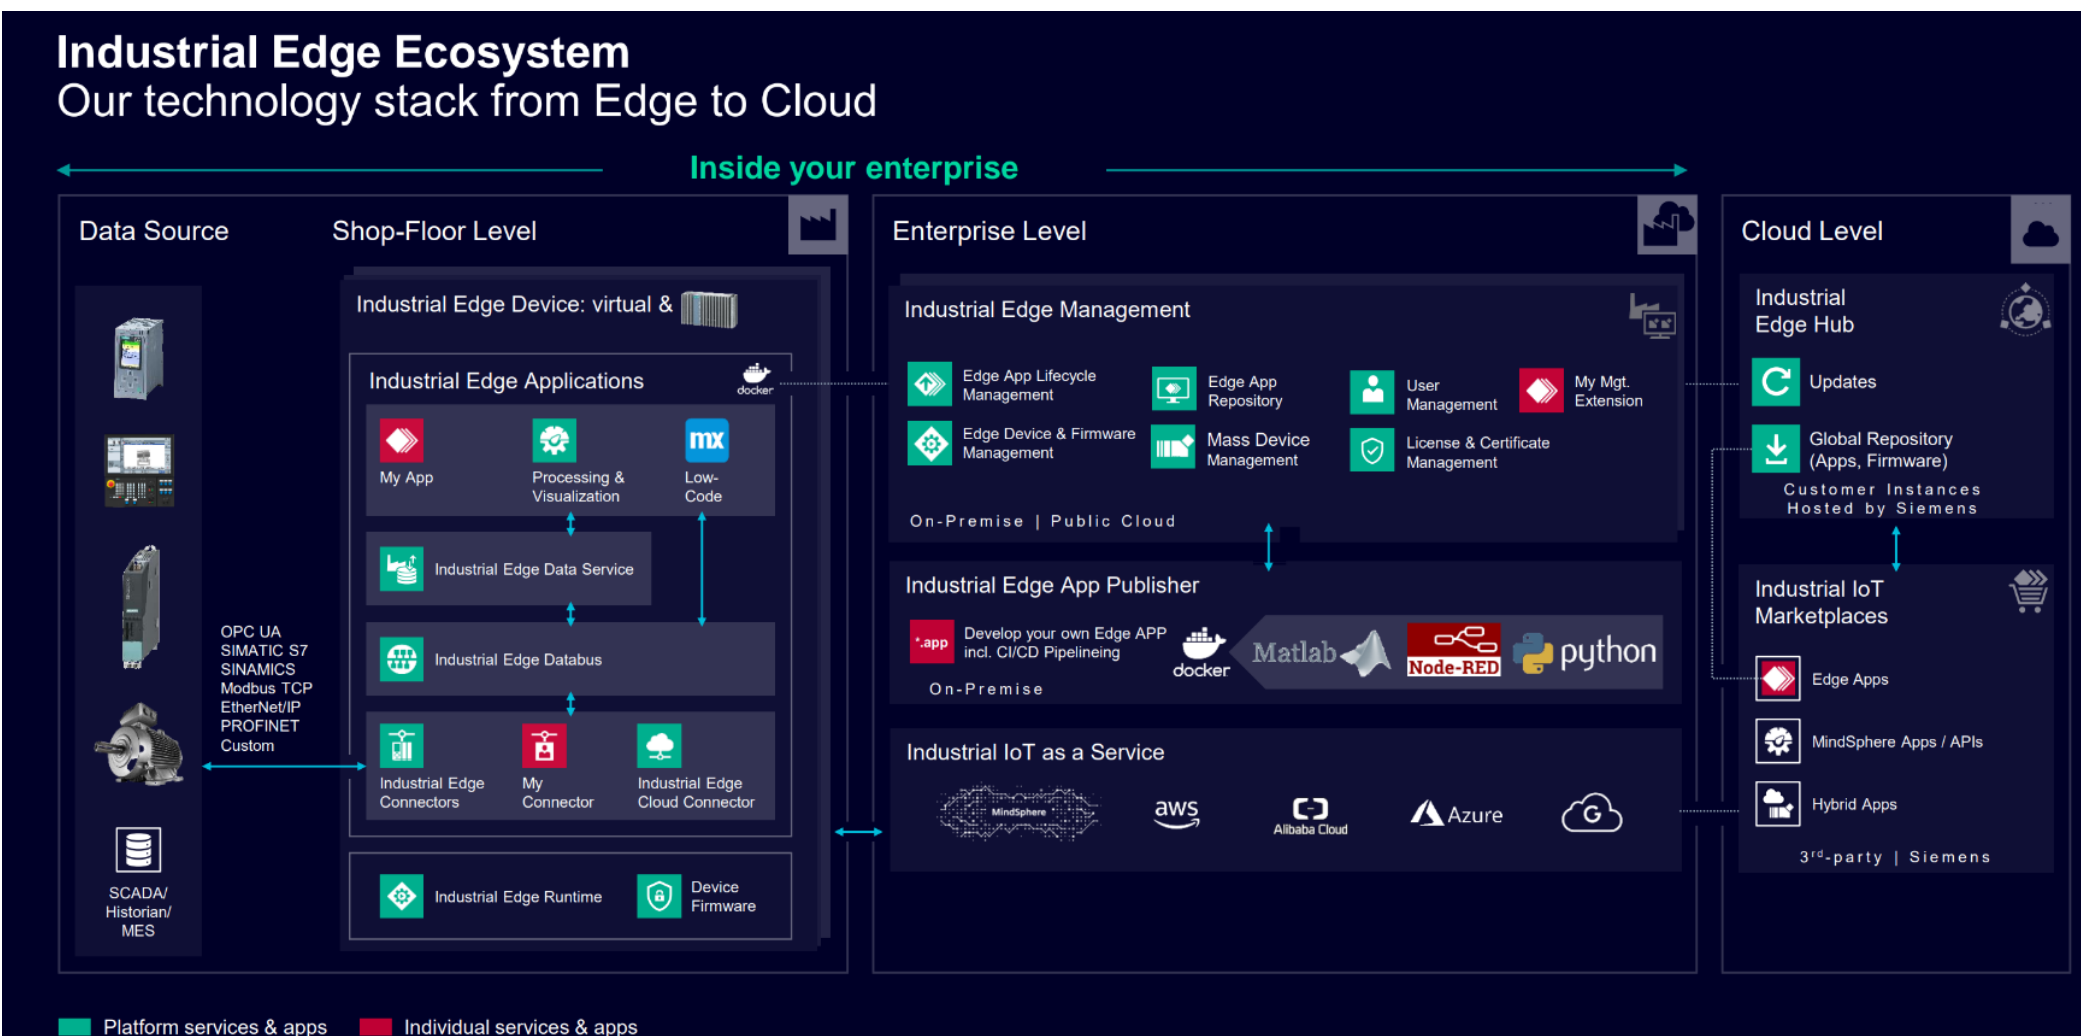 Industrial Edge Ecosystem
Our technology stack from Edge to Cloud
Inside your enterprise
Data Source
Shop-Floor Level
SCADA/
Historian/
MES
OPC UA
SIMATIC S7
SINAMICS
Modbus TCP
EtherNet/IP
PROFINET
Custom
Industrial Edge Device: virtual &
Industrial Edge Applications
docker
My App
Processing &
Visualization
mx
Low-
Code
Industrial Edge Data Service
Industrial Edge Databus
Industrial Edge
Connectors
My
Connector
Industrial Edge
Cloud Connector
Industrial Edge Runtime
Device
Firmware
Enterprise Level
Industrial Edge Management
Edge App Lifecycle
Management
Edge App
Repository
User
Management
My Mgt.
Extension
Edge Device & Firmware
Management
Mass Device
Management
License & Certificate
Management
On-Premise | Public Cloud
Industrial Edge App Publisher
*.app
Develop your own Edge APP
incl. CI/CD Pipelineing
On-Premise
docker
Matlab
Node-RED
python
Industrial IoT as a Service
MindSphere
aws
Alibaba Cloud
Azure
G
Cloud Level
Industrial
Edge Hub
Updates
Global Repository
(Apps, Firmware)
Customer Instances
Hosted by Siemens
Industrial IoT
Marketplaces
Edge Apps
MindSphere Apps / APIs
Hybrid Apps
3rd-party | Siemens
Platform services & apps
Individual services & apps